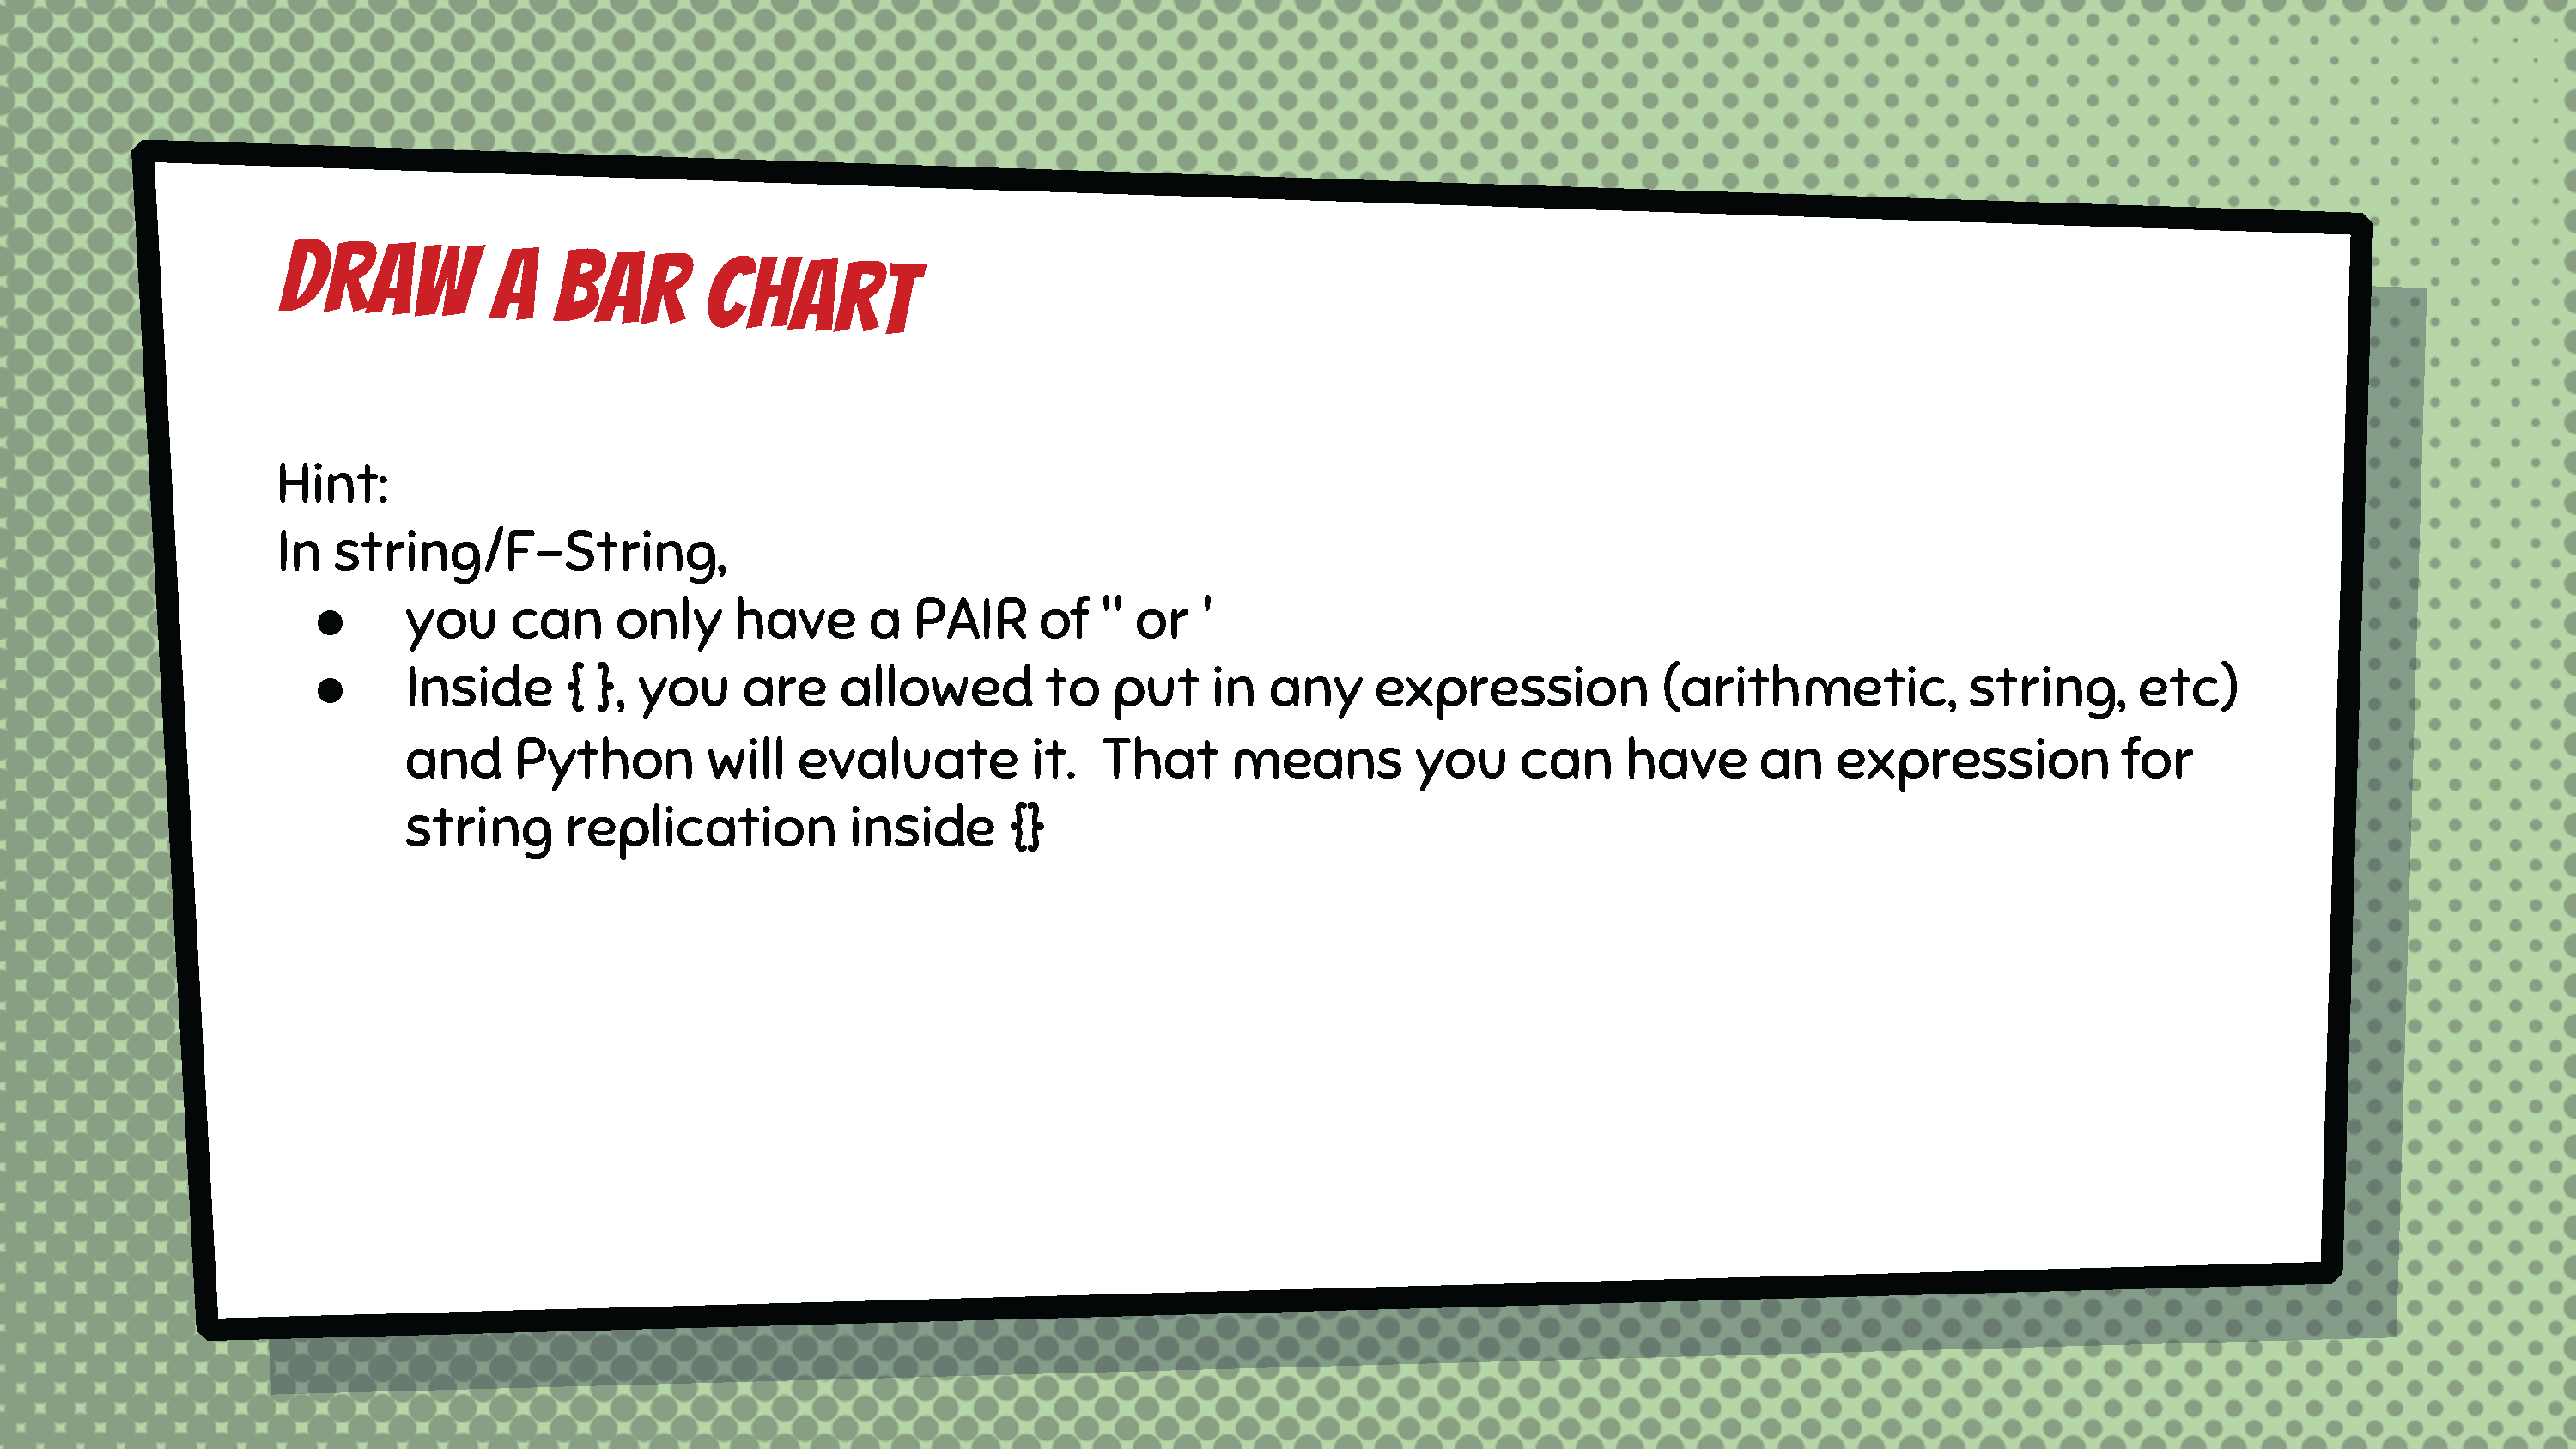 DRAW A BAR CHART
Hint:
In string/F-String,
● you can only have a PAIR of " or '
● Inside { }, you are allowed to put in any expression (arithmetic, string, etc)
and Python will evaluate it.  That means you can have an expression for
string replication inside {}